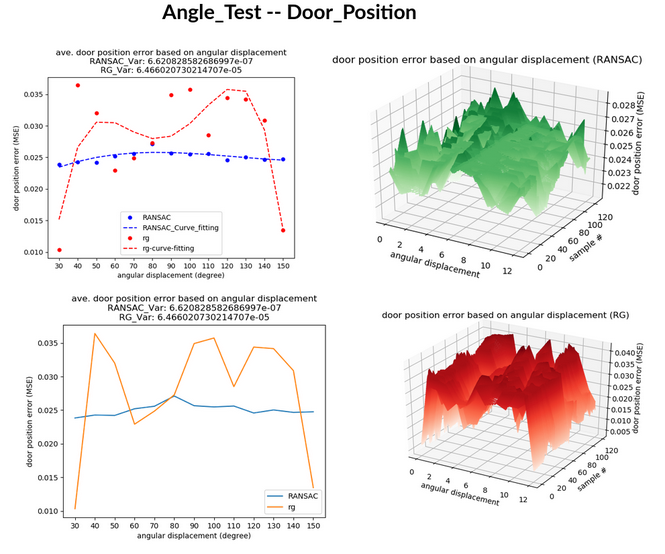 Angle_Test -- Door_Position
ave. door position error based on angular displacement
RANSAC_Var: 6.620828582686997e-07
RG_Var: 6.466020730214707e-05
door position error (MSE)
0.035
0.030
0.025
0.020
0.015
0.010
RANSAC
RANSAC_Curve_fitting
rg
rg-curve-fitting
30 40 50 60 70 80 90 100 110 120 130 140 150
angular displacement (degree)
door position error based on angular displacement (RANSAC)
0.028
0.027
0.026
0.025
0.024
0.023
0.022
door position error (MSE)
0 2 4 6 8 10 12
angular displacement
0 20 40 60 80 100 120
sample #
ave. door position error based on angular displacement
RANSAC_Var: 6.620828582686997e-07
RG_Var: 6.466020730214707e-05
door position error (MSE)
0.035
0.030
0.025
0.020
0.015
0.010
RANSAC
rg
30 40 50 60 70 80 90 100 110 120 130 140 150
angular displacement (degree)
door position error based on angular displacement (RG)
0.040
0.035
0.030
0.025
0.020
0.015
0.010
0.005
door position error (MSE)
0 2 4 6 8 10 12
angular displacement
0 20 40 60 80 100 120
sample #